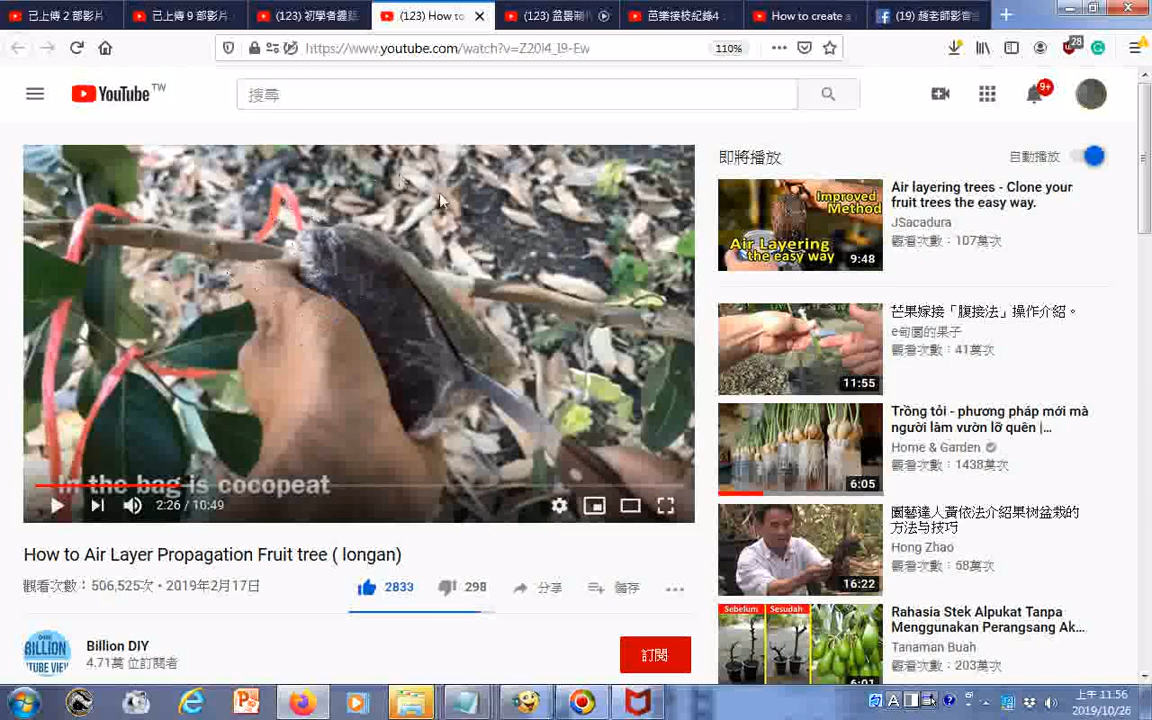 已上傳 2 部影片
已上傳 9 部影片
(123) 初學者
(123) How to
(123) 盆景制
芭樂接枝紀錄4
How to create a
(19) 趙老師影音
https://www.youtube.com/watch?v=Z20I4_I9-Ew
110%
28
YouTube TW
搜尋
9+
in the bag is cocopeat
2:26 / 10:49
How to Air Layer Propagation Fruit tree ( longan)
觀看次數：506,525次 • 2019年2月17日
2833
298
分享
儲存
BILLION
TUBE VIEW
Billion DIY
4.71萬 位訂閱者
訂閱
即將播放
自動播放
Improved
Method
Air Layering
the easy way
9:48
Air layering trees - Clone your
fruit trees the easy way.
JSacadura
觀看次數：107萬次
11:55
芒果嫁接「腹接法」操作介紹。
e甸園的果子
觀看次數：41萬次
6:05
Trồng tỏi - phương pháp mới mà
người làm vườn lỡ quên |...
Home & Garden
觀看次數：1438萬次
16:22
園藝達人黃依法介紹果树盆栽的
方法与技巧
Hong Zhao
觀看次數：58萬次
Sebelum
Sesudah
6:01
Rahasia Stek Alpukat Tanpa
Menggunakan Perangsang Ak...
Tanaman Buah
觀看次數：203萬次
上午 11:56
2019/10/26